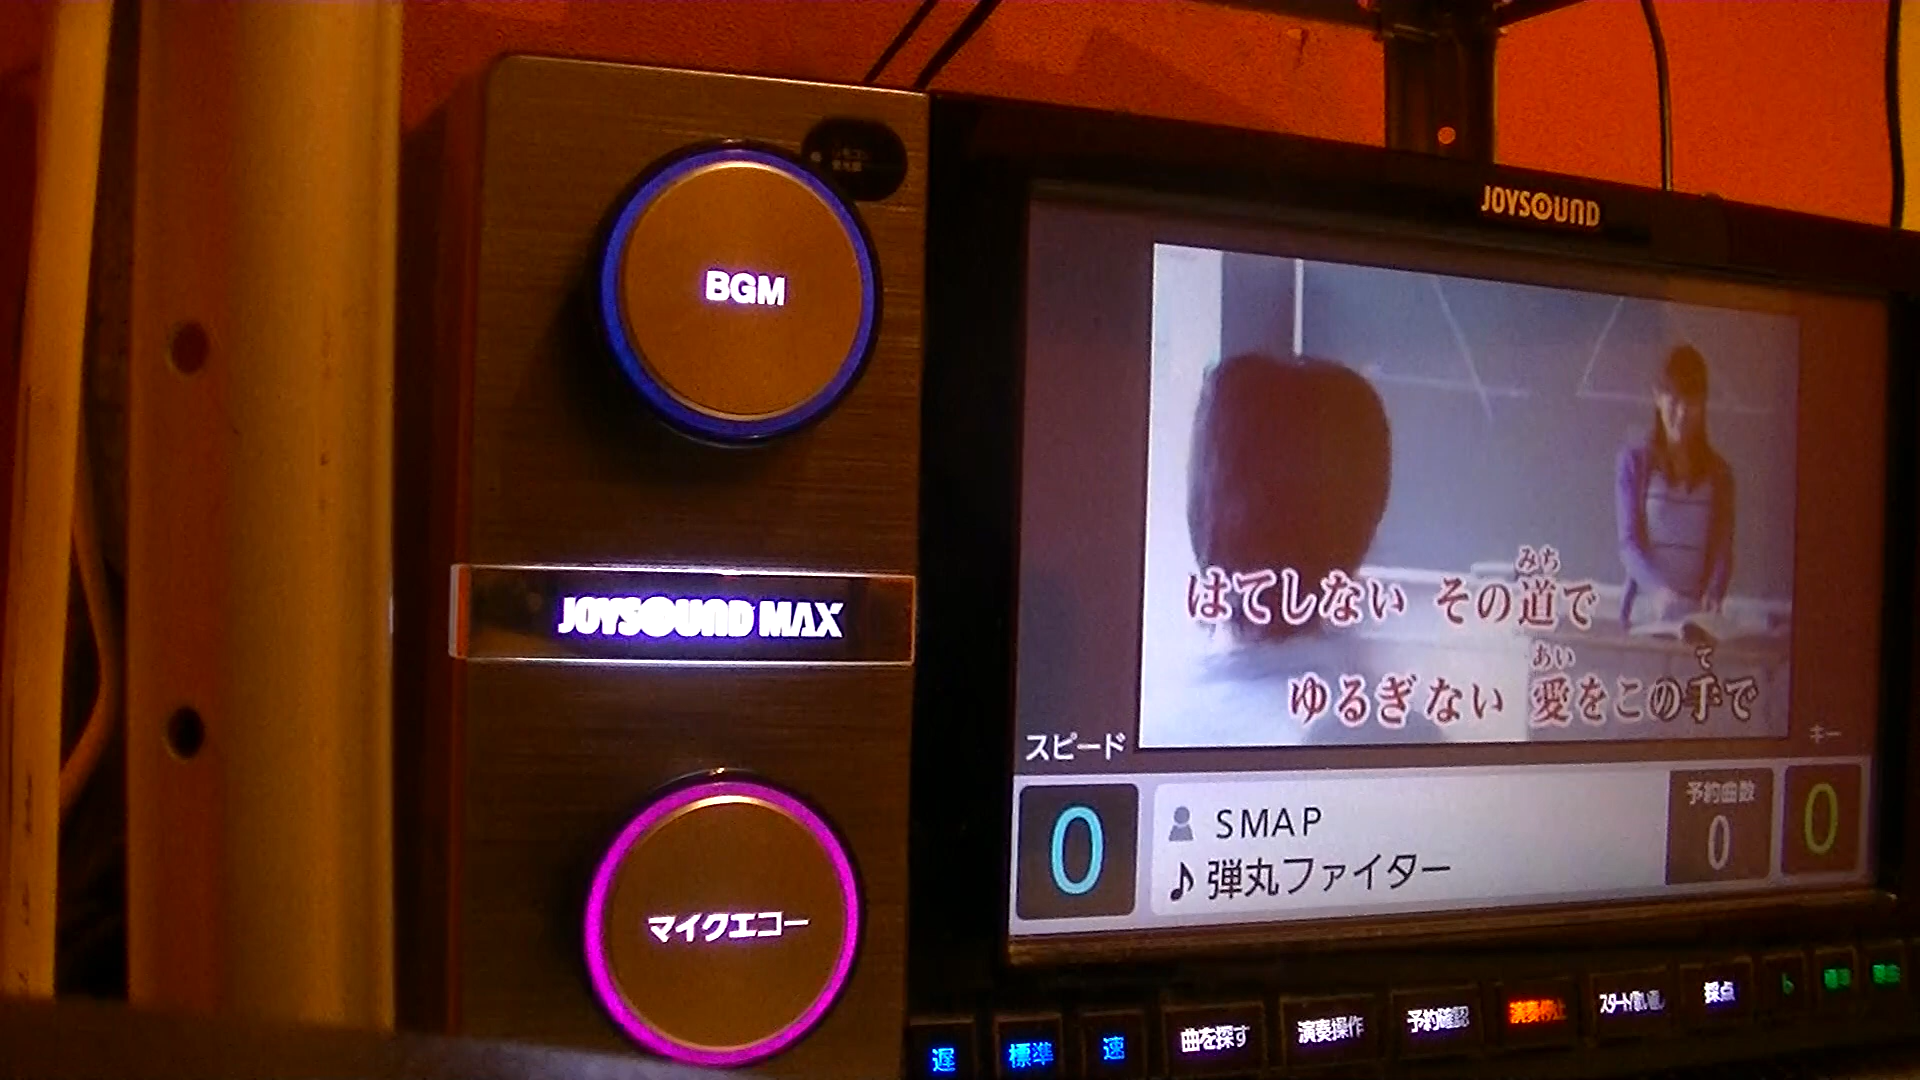 BGM
JOYSOUND MAX
マイクエコー
JOYSOUND
みち
はてしない その道で
あい て
ゆるぎない 愛をこの手で
スピード
キー
0
SMAP
♪弾丸ファイター
予約曲数
0
0
遅
標準
速
曲を探す
演奏操作
予約確認
演奏停止
採点
♭